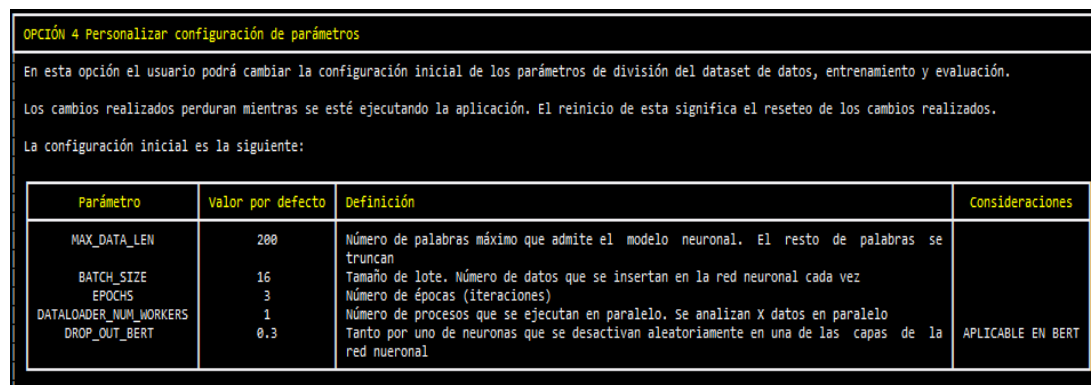 OPCIÓN 4 Personalizar configuración de parámetros
En esta opción el usuario podrá cambiar la configuración inicial de los parámetros de división del dataset de datos, entrenamiento y evaluación.
Los cambios realizados perduran mientras se esté ejecutando la aplicación. El reinicio de esta significa el reseteo de los cambios realizados.
La configuración inicial es la siguiente:
Parámetro Valor por defecto Definición Consideraciones
MAX_DATA_LEN 200 Número de palabras máximo que admite el modelo neuronal. El resto de palabras se
truncan
BATCH_SIZE 16 Tamaño de lote. Número de datos que se insertan en la red neuronal cada vez
EPOCHS 3 Número de épocas (iteraciones)
DATALOADER_NUM_WORKERS 1 Número de procesos que se ejecutan en paralelo. Se analizan X datos en paralelo
DROP_OUT_BERT 0.3 Tanto por uno de neuronas que se desactivan aleatoriamente en una de las capas de la APLICABLE EN BERT
red nueronal